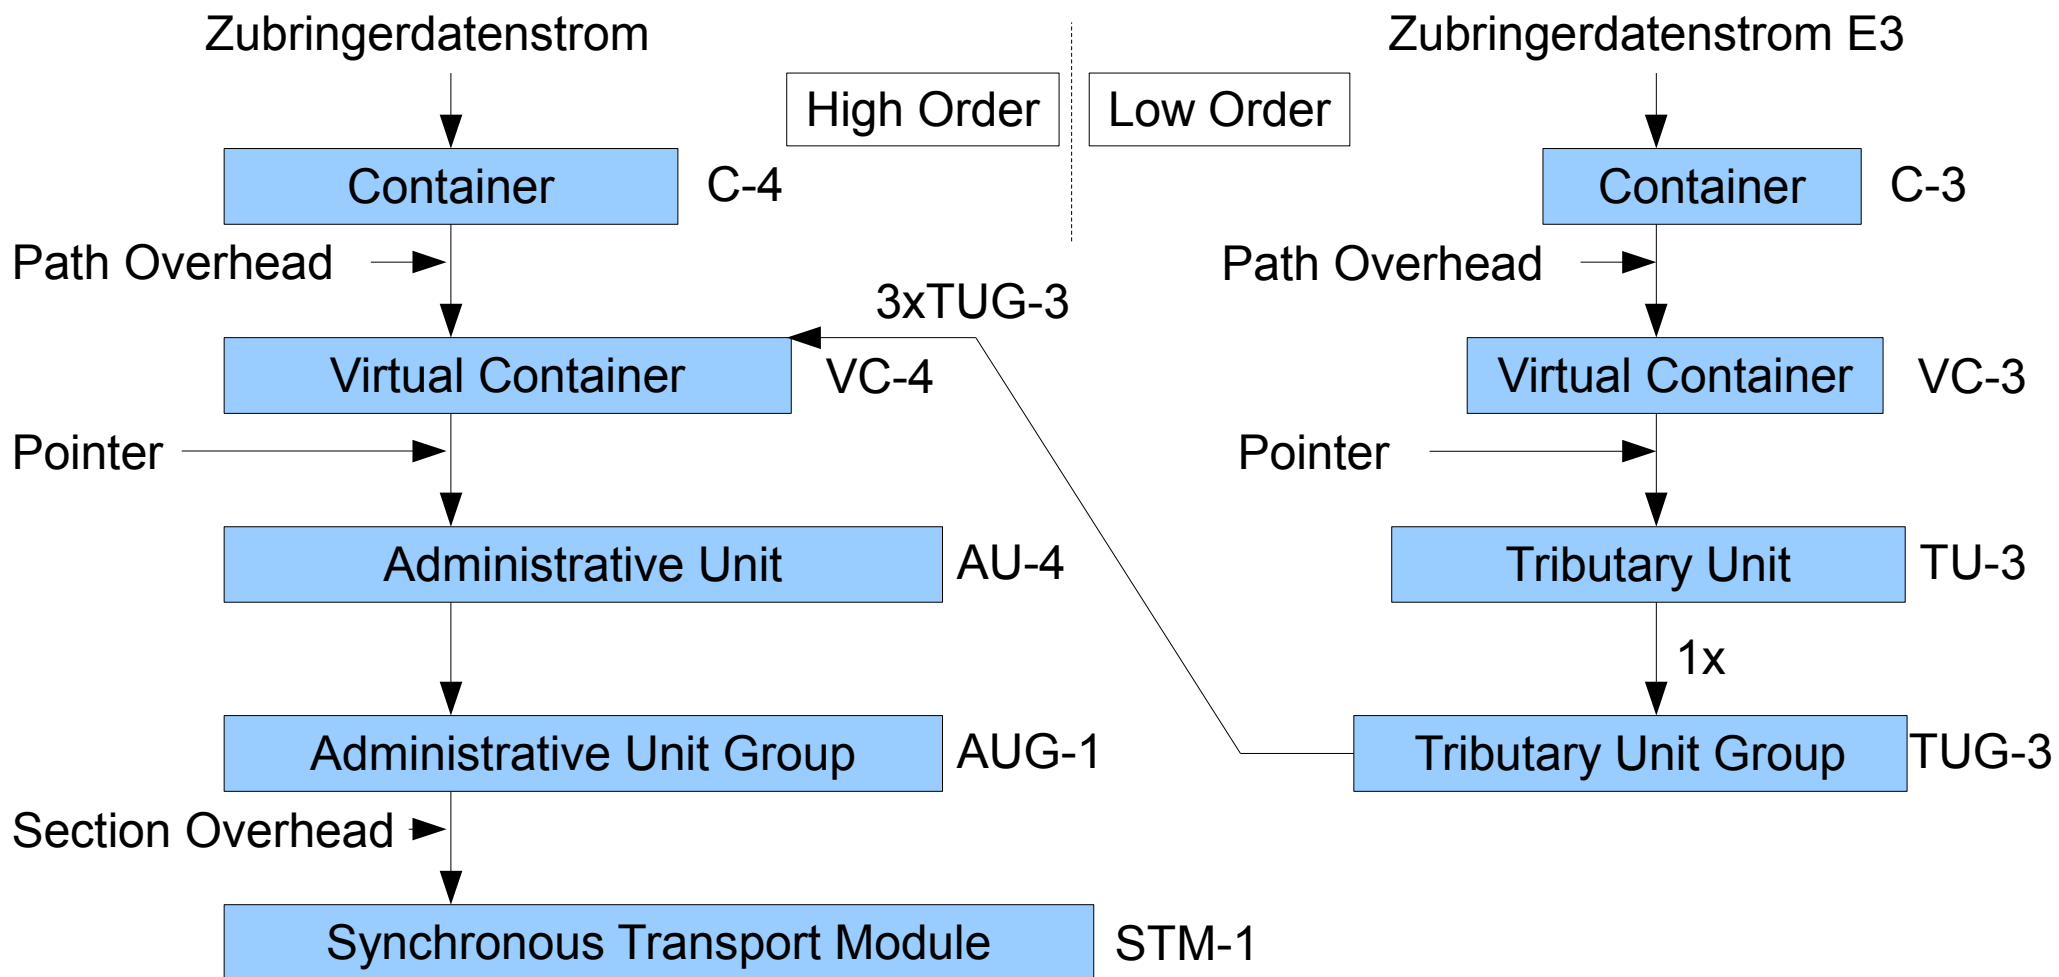 Zubringerdatenstrom
Zubringerdatenstrom E3
High Order
Low Order
Container
C-4
Container
C-3
Path Overhead
Path Overhead
3xTUG-3
Virtual Container
VC-4
Virtual Container
VC-3
Pointer
Pointer
Administrative Unit
AU-4
Tributary Unit
TU-3
1x
Administrative Unit Group
AUG-1
Tributary Unit Group
TUG-3
Section Overhead
Synchronous Transport Module
STM-1